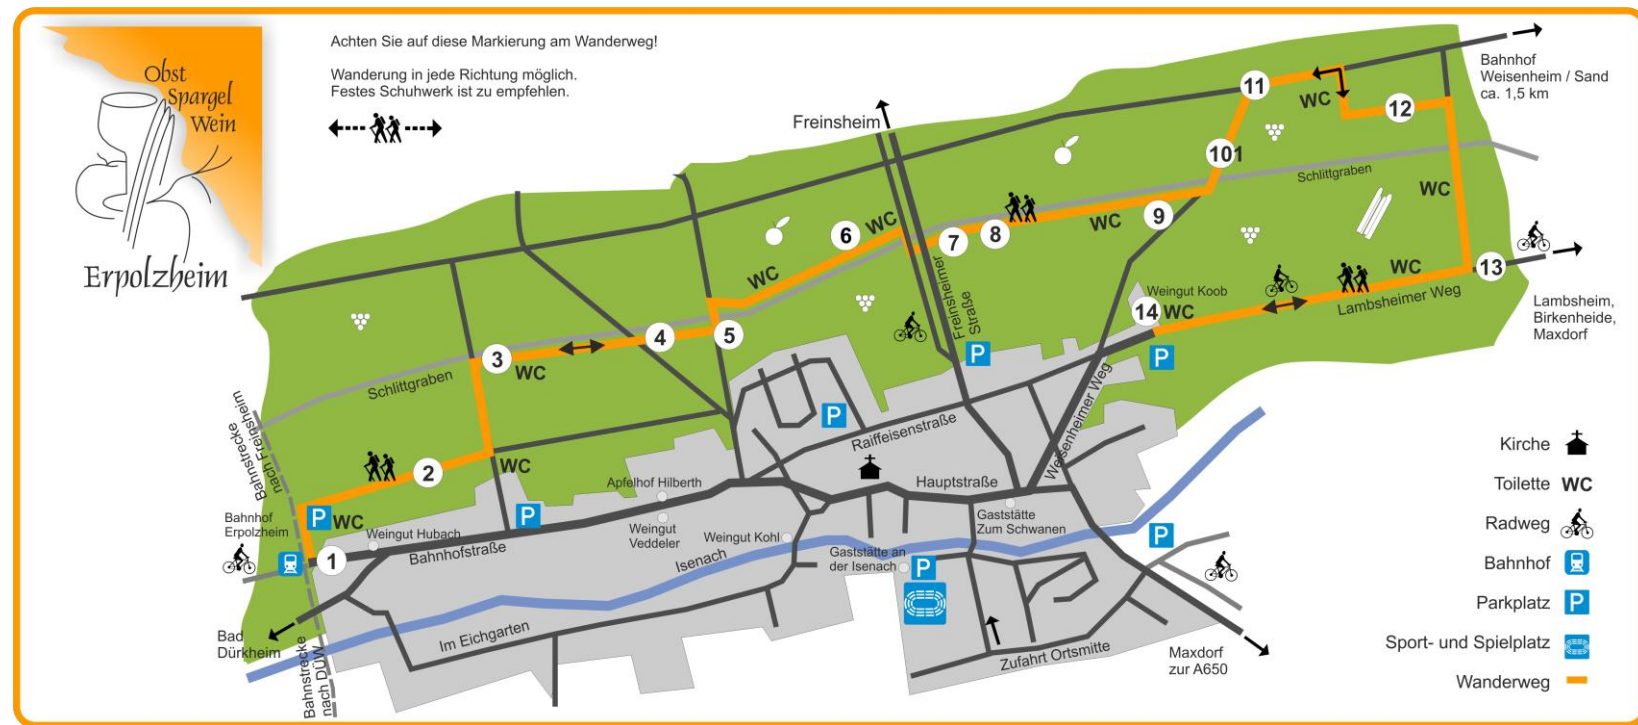 Obst
Spargel
Wein
Erpolzheim
Achten Sie auf diese Markierung am Wanderweg!
Wanderung in jede Richtung möglich.
Festes Schuhwerk ist zu empfehlen.
Freinsheim
Bahnhof
Weisenheim / Sand
ca. 1,5 km
11
WC
12
101
Schlittgraben
WC
6
WC
7
8
WC
9
13
WC
WC
Freinsheimer
Straße
Weingut Koob
14
WC
Lambsheimer Weg
Lambsheim,
Birkenheide,
Maxdorf
3
WC
4
5
Schlittgraben
P
P
P
Bahnstrecke
nach Freinsheim
2
WC
Raiffeisenstraße
Weisenheimer Weg
Hauptstraße
Apfelhof Hilberth
P
WC
P
Bahnhof
Erpolzheim
Weingut Hubach
Weingut
Veddeler
Weingut Kohl
Gaststätte
Zum Schwanen
P
1
Bahnhofstraße
Isenach
Gaststätte an
der Isenach
P
Bad
Dürkheim
Im Eichgarten
Bahnstrecke
nach DÜW
Zufahrt Ortsmitte
Maxdorf
zur A650
Kirche
Toilette WC
Radweg
Bahnhof
Parkplatz P
Sport- und Spielplatz
Wanderweg